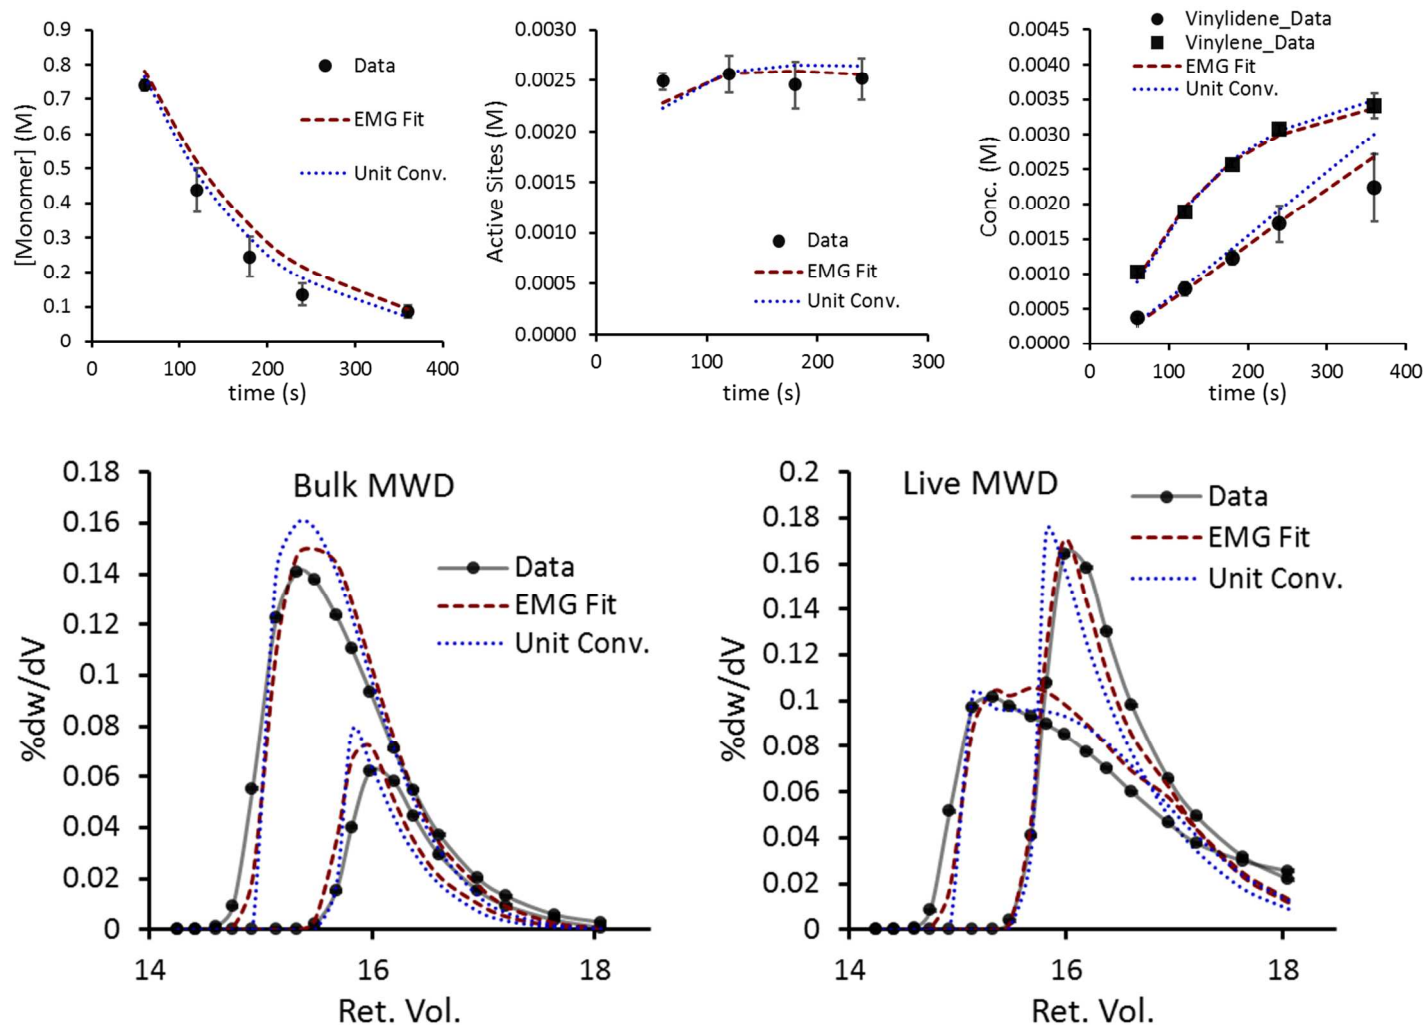 0.9
0.8
0.7
0.6
0.5
0.4
0.3
0.2
0.1
0
0 100 200 300 400
[Monomer] (M)
time (s)
Data
EMG Fit
Unit Conv.
0.0030
0.0025
0.0020
0.0015
0.0010
0.0005
0.0000
0 100 200 300
Active Sites (M)
time (s)
Data
EMG Fit
Unit Conv.
0.0045
0.0040
0.0035
0.0030
0.0025
0.0020
0.0015
0.0010
0.0005
0.0000
0 100 200 300 400
Conc. (M)
time (s)
Vinylidene_Data
Vinylene_Data
EMG Fit
Unit Conv.
Bulk MWD
0.18
0.16
0.14
0.12
0.1
0.08
0.06
0.04
0.02
0
14 16 18
%dw/dV
Ret. Vol.
Data
EMG Fit
Unit Conv.
Live MWD
0.2
0.18
0.16
0.14
0.12
0.1
0.08
0.06
0.04
0.02
0
14 16 18
%dw/dV
Ret. Vol.
Data
EMG Fit
Unit Conv.